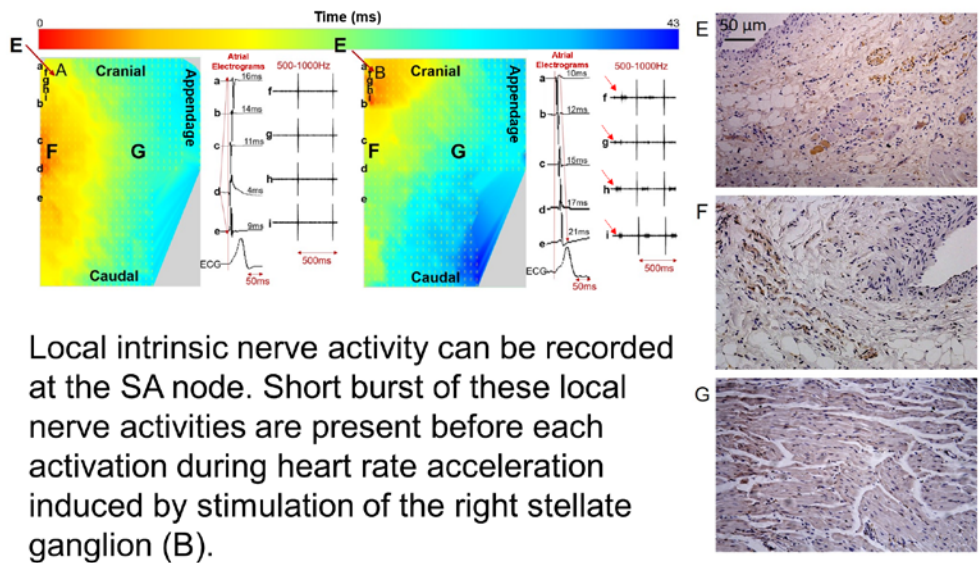 Time (ms)
0
43
E
A
Cranial
Appendage
a
f
g
h
i
b
c
F
d
G
e
Caudal
Atrial
Electrograms
500-1000Hz
a
16ms
f
b
14ms
g
c
11ms
h
d
4ms
i
e
9ms
ECG
500ms
50ms
E
B
Cranial
Appendage
a
f
g
h
i
b
c
F
d
G
e
Caudal
Atrial
Electrograms
500-1000Hz
a
10ms
f
b
12ms
g
c
15ms
h
d
17ms
i
e
21ms
ECG
500ms
50ms
E
50 µm
F
G
Local intrinsic nerve activity can be recorded
at the SA node. Short burst of these local
nerve activities are present before each
activation during heart rate acceleration
induced by stimulation of the right stellate
ganglion (B).